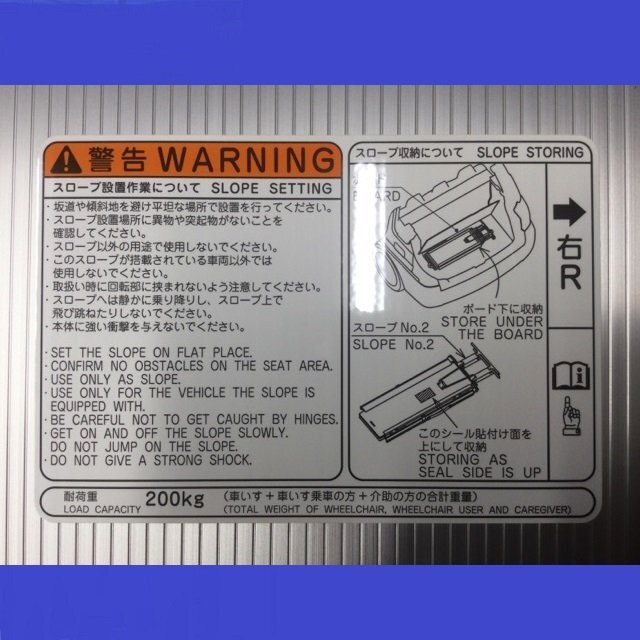 警告 WARNING
スロープ設置作業について SLOPE SETTING
・坂道や傾斜地を避け平坦な場所で設置を行ってください。
・スロープ設置場所に異物や突起物がないことを
確認してください。
・スロープ以外の用途で使用しないでください。
・このスロープが搭載されている車両以外では
使用しないでください。
・取扱い時に回転部に挟まれないよう注意してください。
・スロープへは静かに乗り降りし、スロープ上で
飛び跳ねたりしないでください。
・本体に強い衝撃を与えないでください。
・SET THE SLOPE ON FLAT PLACE.
・CONFIRM NO OBSTACLES ON THE SEAT AREA.
・USE ONLY AS SLOPE.
・USE ONLY FOR THE VEHICLE THE SLOPE IS
EQUIPPED WITH.
・BE CAREFUL NOT TO GET CAUGHT BY HINGES.
・GET ON AND OFF THE SLOPE SLOWLY.
・DO NOT JUMP ON THE SLOPE.
・DO NOT GIVE A STRONG SHOCK.
スロープ収納について SLOPE STORING
BOARD
ボード下に収納
STORE UNDER
THE BOARD
スロープ No.2
SLOPE No.2
このシール貼付け面を
上にして収納
STORING AS
SEAL SIDE IS UP
右
R
耐荷重 200kg (車いす+車いす乗車の方+介助の方の合計重量)
LOAD CAPACITY (TOTAL WEIGHT OF WHEELCHAIR, WHEELCHAIR USER AND CAREGIVER)